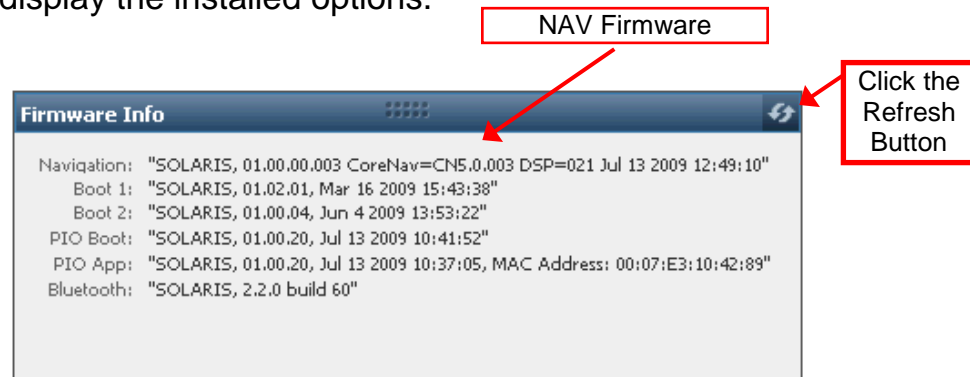 display the installed options.
NAV Firmware
Click the
Refresh
Button
Firmware Info
Navigation: "SOLARIS, 01.00.00.003 CoreNav=CN5.0.003 DSP=021 Jul 13 2009 12:49:10"
Boot 1: "SOLARIS, 01.02.01, Mar 16 2009 15:43:38"
Boot 2: "SOLARIS, 01.00.04, Jun 4 2009 13:53:22"
PIO Boot: "SOLARIS, 01.00.20, Jul 13 2009 10:41:52"
PIO App: "SOLARIS, 01.00.20, Jul 13 2009 10:37:05, MAC Address: 00:07:E3:10:42:89"
Bluetooth: "SOLARIS, 2.2.0 build 60"